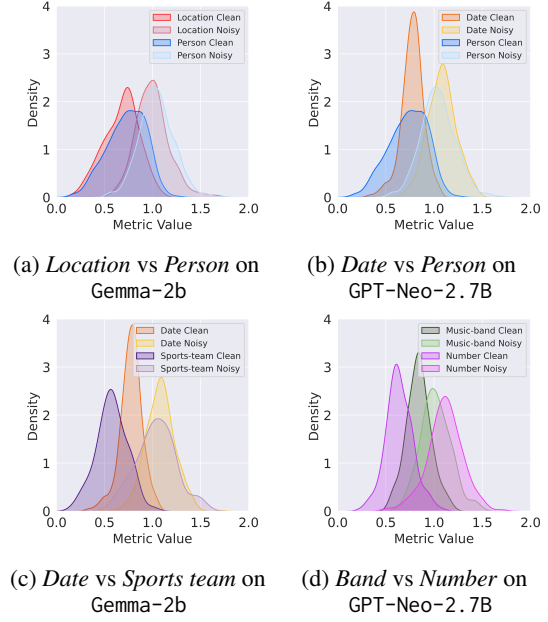 4
3
2
1
0
Density
0.0 0.5 1.0 1.5 2.0
Metric Value
Location Clean
Location Noisy
Person Clean
Person Noisy
(a) Location vs Person on
Gemma-2b
4
3
2
1
0
Density
0.0 0.5 1.0 1.5 2.0
Metric Value
Date Clean
Date Noisy
Person Clean
Person Noisy
(b) Date vs Person on
GPT-Neo-2.7B
4
3
2
1
0
Density
0.0 0.5 1.0 1.5 2.0
Metric Value
Date Clean
Date Noisy
Sports-team Clean
Sports-team Noisy
(c) Date vs Sports team on
Gemma-2b
4
3
2
1
0
Density
0.0 0.5 1.0 1.5 2.0
Metric Value
Music-band Clean
Music-band Noisy
Number Clean
Number Noisy
(d) Band vs Number on
GPT-Neo-2.7B